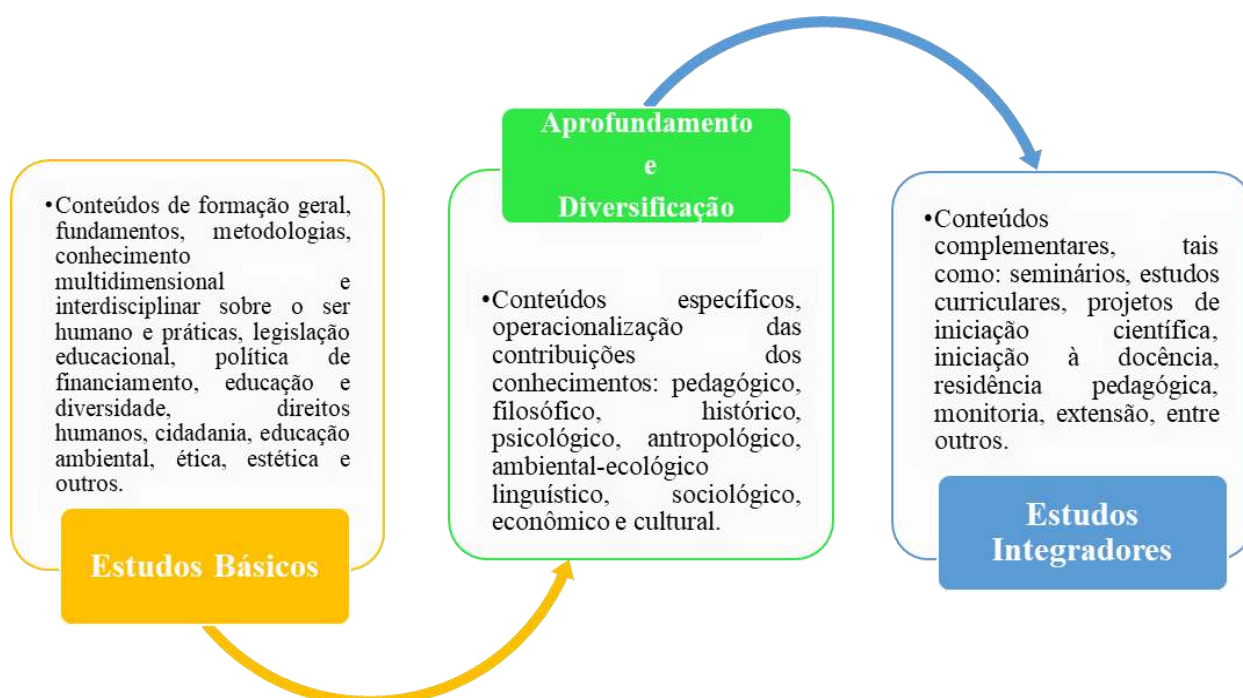 •Conteúdos de formação geral,
fundamentos, metodologias,
conhecimento
multidimensional e
interdisciplinar sobre o ser
humano e práticas, legislação
educacional, política de
financiamento, educação e
diversidade, direitos
humanos, cidadania, educação
ambiental, ética, estética e
outros.
Estudos Básicos
Aprofundamento
e
Diversificação
•Conteúdos específicos,
operacionalização das
contribuições dos
conhecimentos: pedagógico,
filosófico, histórico,
psicológico, antropológico,
ambiental-ecológico
linguístico, sociológico,
econômico e cultural.
•Conteúdos
complementares, tais
como: seminários, estudos
curriculares, projetos de
iniciação científica,
iniciação à docência,
residência pedagógica,
monitoria, extensão, entre
outros.
Estudos
Integradores